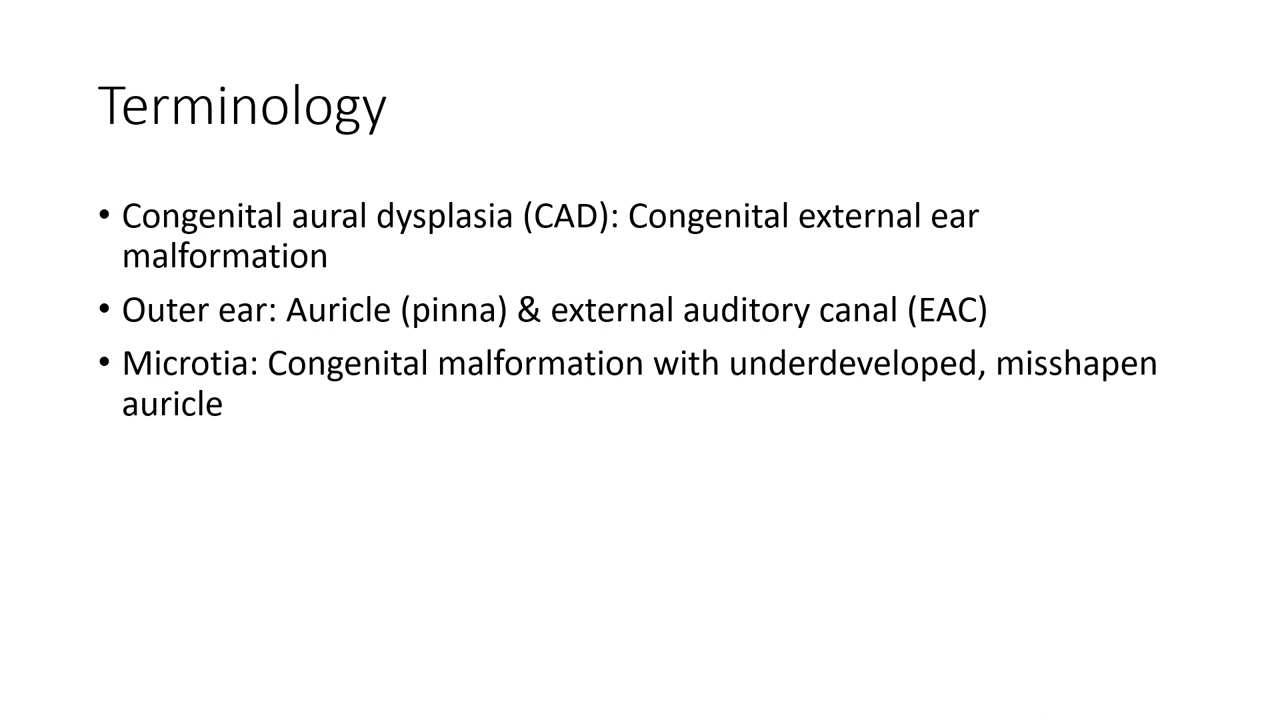 Terminology
• Congenital aural dysplasia (CAD): Congenital external ear
malformation
• Outer ear: Auricle (pinna) & external auditory canal (EAC)
• Microtia: Congenital malformation with underdeveloped, misshapen
auricle